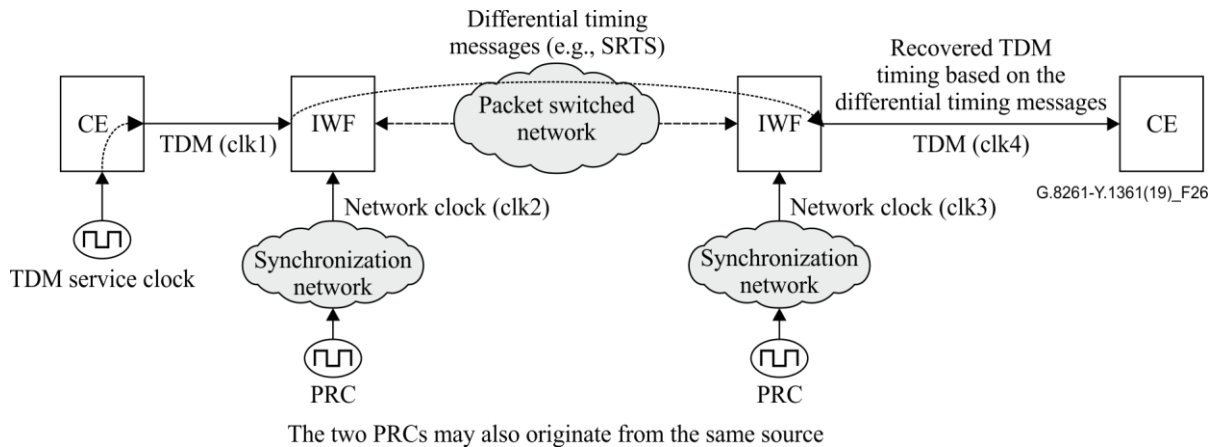 Differential timing
messages (e.g., SRTS)
Recovered TDM
timing based on the
differential timing messages
CE
TDM (clk1)
IWF
Packet switched
network
IWF
TDM (clk4)
CE
G.8261-Y.1361(19)_F26
Network clock (clk2)
Network clock (clk3)
TDM service clock
Synchronization
network
Synchronization
network
PRC
PRC
The two PRCs may also originate from the same source